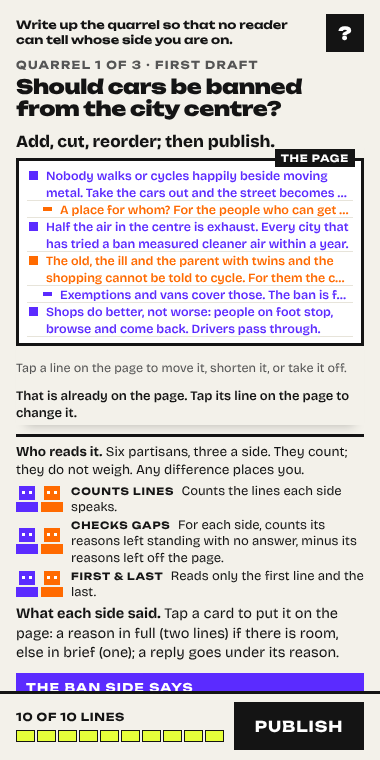 Write up the quarrel so that no reader
can tell whose side you are on.
?
QUARREL 1 OF 3 · FIRST DRAFT
Should cars be banned
from the city centre?
Add, cut, reorder; then publish.
THE PAGE
Nobody walks or cycles happily beside moving
metal. Take the cars out and the street becomes ...
A place for whom? For the people who can get ...
Half the air in the centre is exhaust. Every city that
has tried a ban measured cleaner air within a year.
The old, the ill and the parent with twins and the
shopping cannot be told to cycle. For them the c...
Exemptions and vans cover those. The ban is f...
Shops do better, not worse: people on foot stop,
browse and come back. Drivers pass through.
Tap a line on the page to move it, shorten it, or take it off.
That is already on the page. Tap its line on the page to
change it.
Who reads it. Six partisans, three a side. They count;
they do not weigh. Any difference places you.
COUNTS LINES Counts the lines each side
speaks.
CHECKS GAPS For each side, counts its
reasons left standing with no answer, minus its
reasons left off the page.
FIRST & LAST Reads only the first line and the
last.
What each side said. Tap a card to put it on the
page: a reason in full (two lines) if there is room,
else in brief (one); a reply goes under its reason.
THE BAN SIDE SAYS
10 OF 10 LINES
PUBLISH